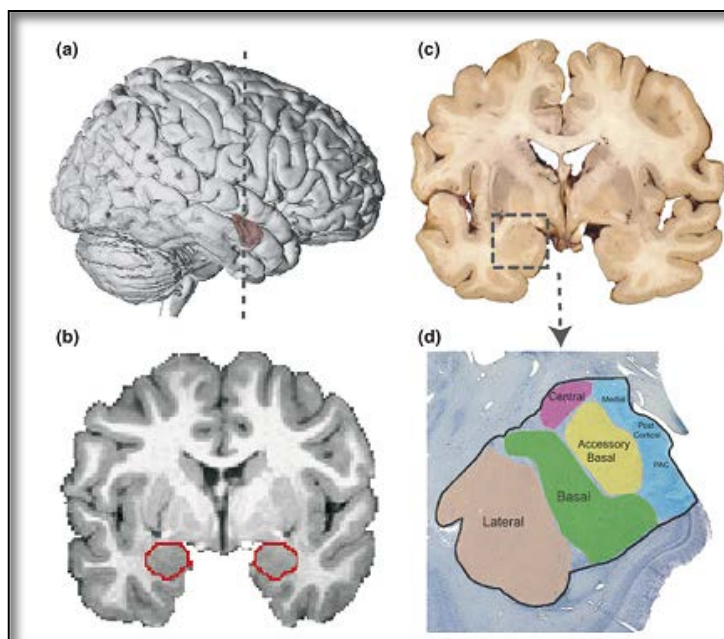 (a)
(c)
(b)
(d)
Central
Medial
Post
Cortical
Accessory
Basal
PAC
Basal
Lateral